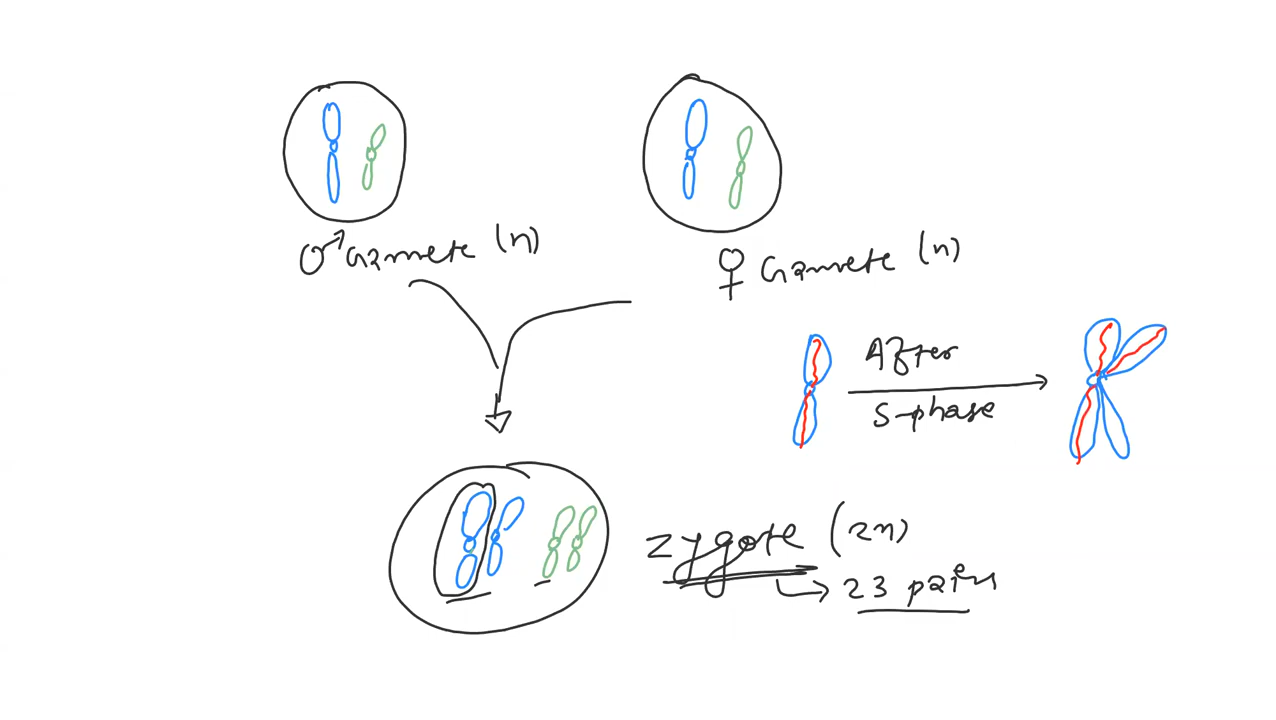 ♂ Gamete (n)
♀ Gamete (n)
After
S-phase
Zygote (2n)
↳ 23 pairs